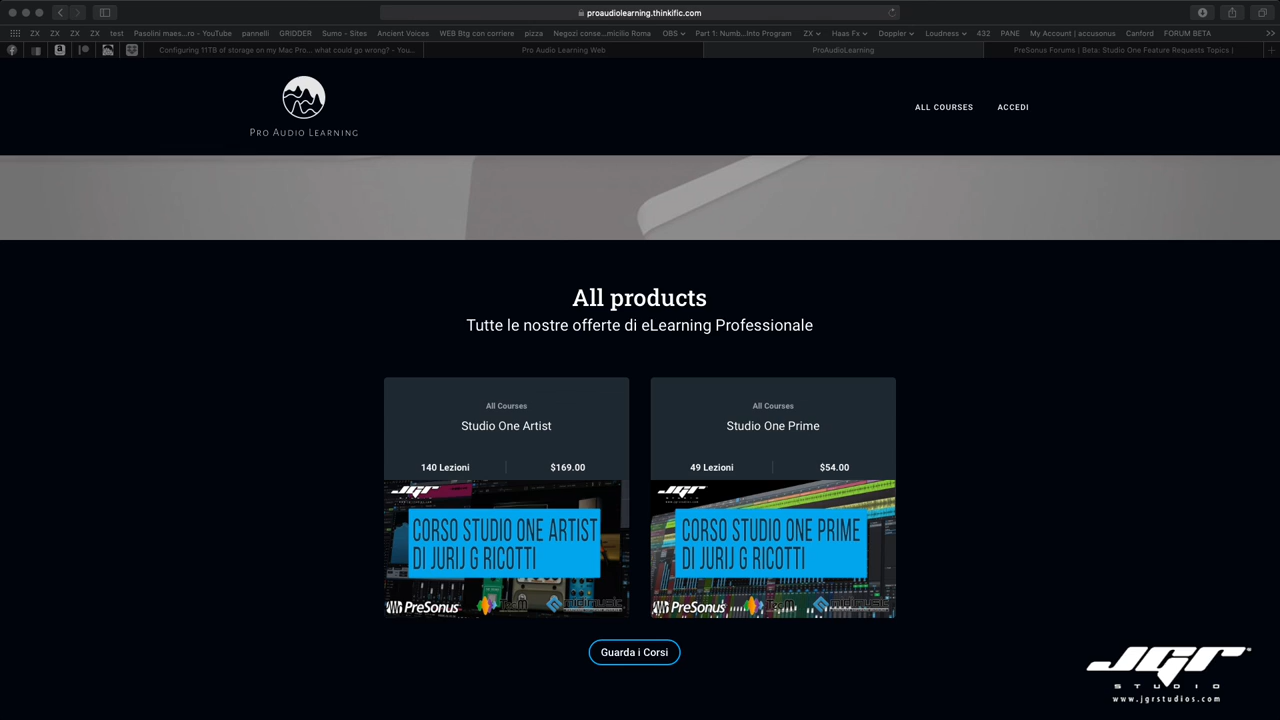 proaudiolearning.thinkific.com
ZX ZX ZX ZX test Pasolini maes...ro - YouTube pannelli GRIDDER Sumo - Sites Ancient Voices WEB Btg con corriere pizza Negozi conse...micilio Roma OBS Part 1: Numb...Into Program ZX Haas Fx Doppler Loudness 432 PANE My Account | accusonus Canford FORUM BETA
Configuring 11TB of storage on my Mac Pro... what could go wrong? - You... Pro Audio Learning Web ProAudioLearning PreSonus Forums | Beta: Studio One Feature Requests Topics |
ALL COURSES ACCEDI
PRO AUDIO LEARNING
All products
Tutte le nostre offerte di eLearning Professionale
All Courses
Studio One Artist
140 Lezioni $169.00
JGR
CORSO STUDIO ONE ARTIST
DI JURIJ G RICOTTI
PreSonus
All Courses
Studio One Prime
49 Lezioni $54.00
JGR
CORSO STUDIO ONE PRIME
DI JURIJ G RICOTTI
PreSonus
Guarda i Corsi
JGR
STUDIO
www.jgrstudios.com